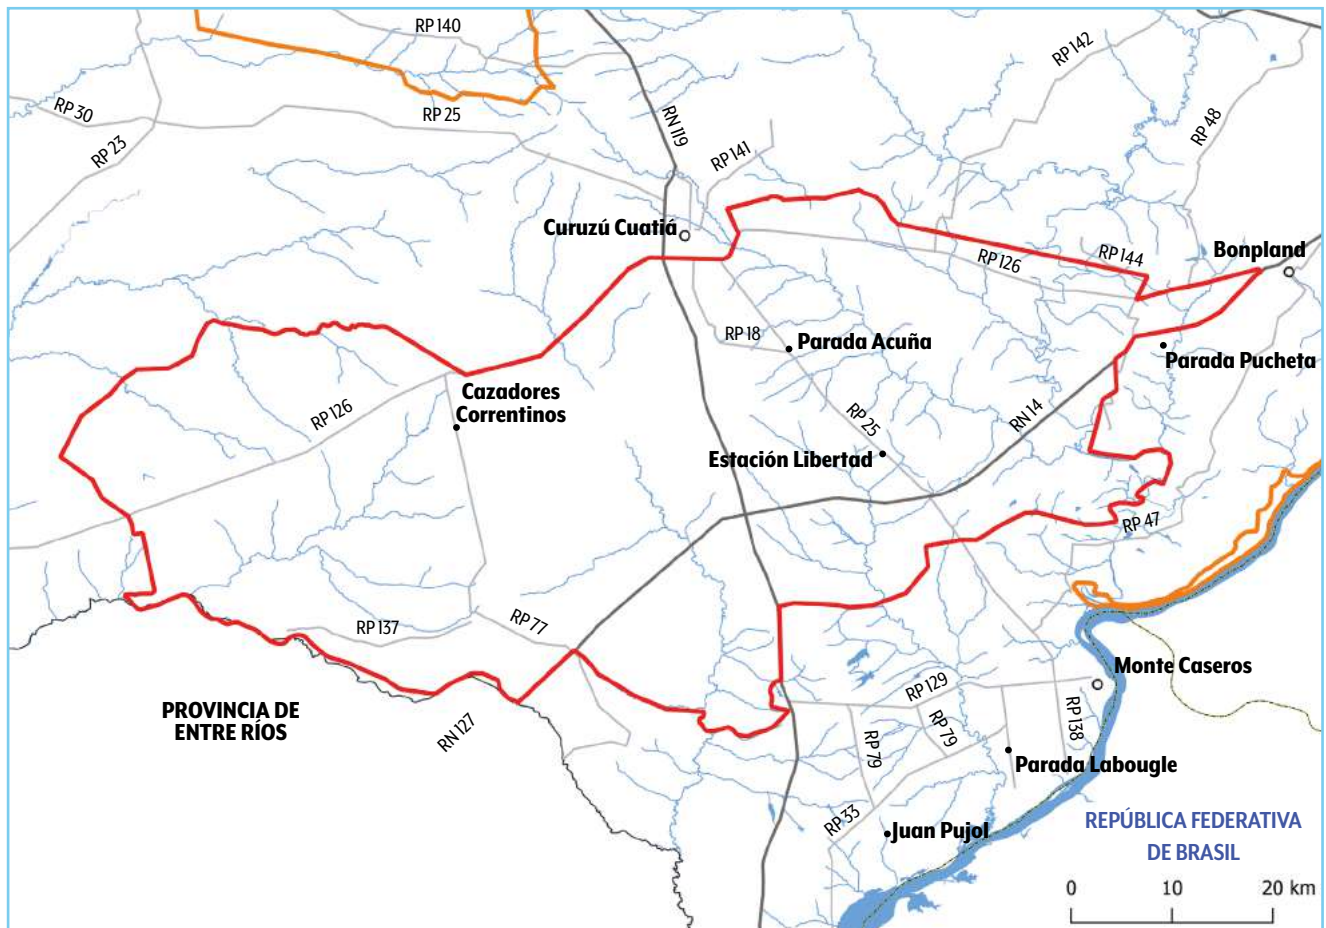 RP 140
RP 142
RP 30
RP 25
RP 48
RN 119
RP 23
RP 141
Curuzú Cuatiá
Bonpland
RP 144
RP 126
RP 18
Parada Acuña
Parada Pucheta
Cazadores
Correntinos
RP 126
RP 25
RN 14
Estación Libertad
RP 47
RP 137
RP 77
Monte Caseros
RP 129
PROVINCIA DE
ENTRE RÍOS
RN 127
RP 79
RP 79
RP 138
Parada Labougle
RP 33
Juan Pujol
REPÚBLICA FEDERATIVA
DE BRASIL
0 10 20 km